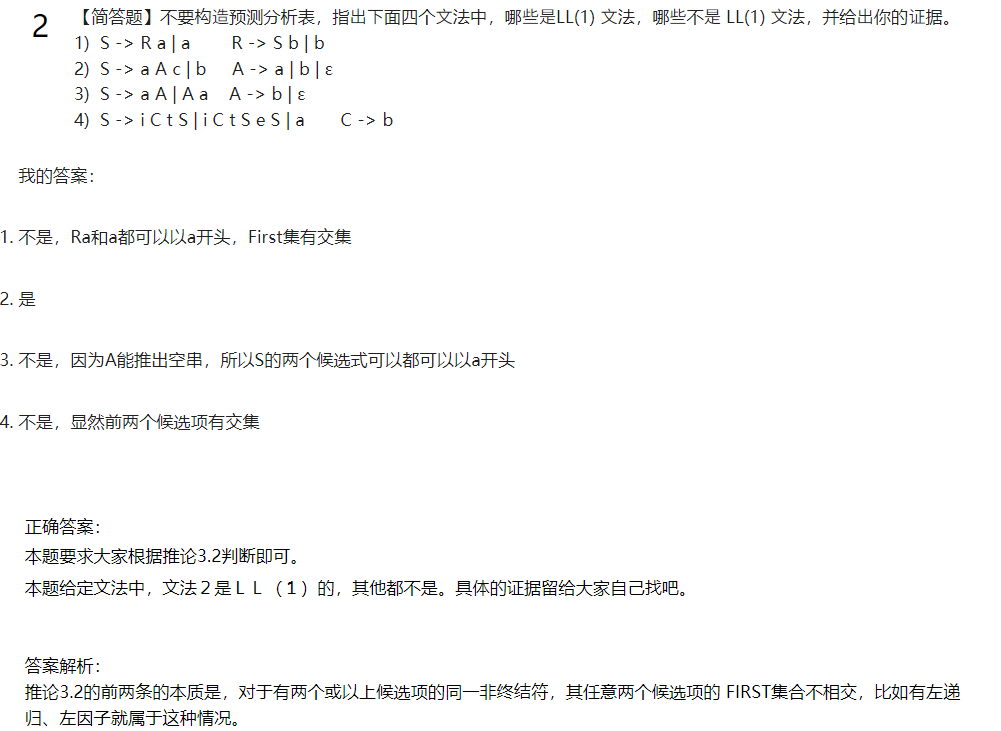 2 【简答题】不要构造预测分析表，指出下面四个文法中，哪些是LL(1) 文法，哪些不是 LL(1) 文法，并给出你的证据。
1) S -> R a | a R -> S b | b
2) S -> a A c | b A -> a | b | ε
3) S -> a A | A a A -> b | ε
4) S -> i C t S | i C t S e S | a C -> b
我的答案：
1. 不是，Ra和a都可以以a开头，First集有交集
2. 是
3. 不是，因为A能推出空串，所以S的两个候选式可以都可以以a开头
4. 不是，显然前两个候选项有交集
正确答案：
本题要求大家根据推论3.2判断即可。
本题给定文法中，文法２是ＬＬ（１）的，其他都不是。具体的证据留给大家自己找吧。
答案解析：
推论3.2的前两条的本质是，对于有两个或以上候选项的同一非终结符，其任意两个候选项的 FIRST集合不相交，比如有左递
归、左因子就属于这种情况。